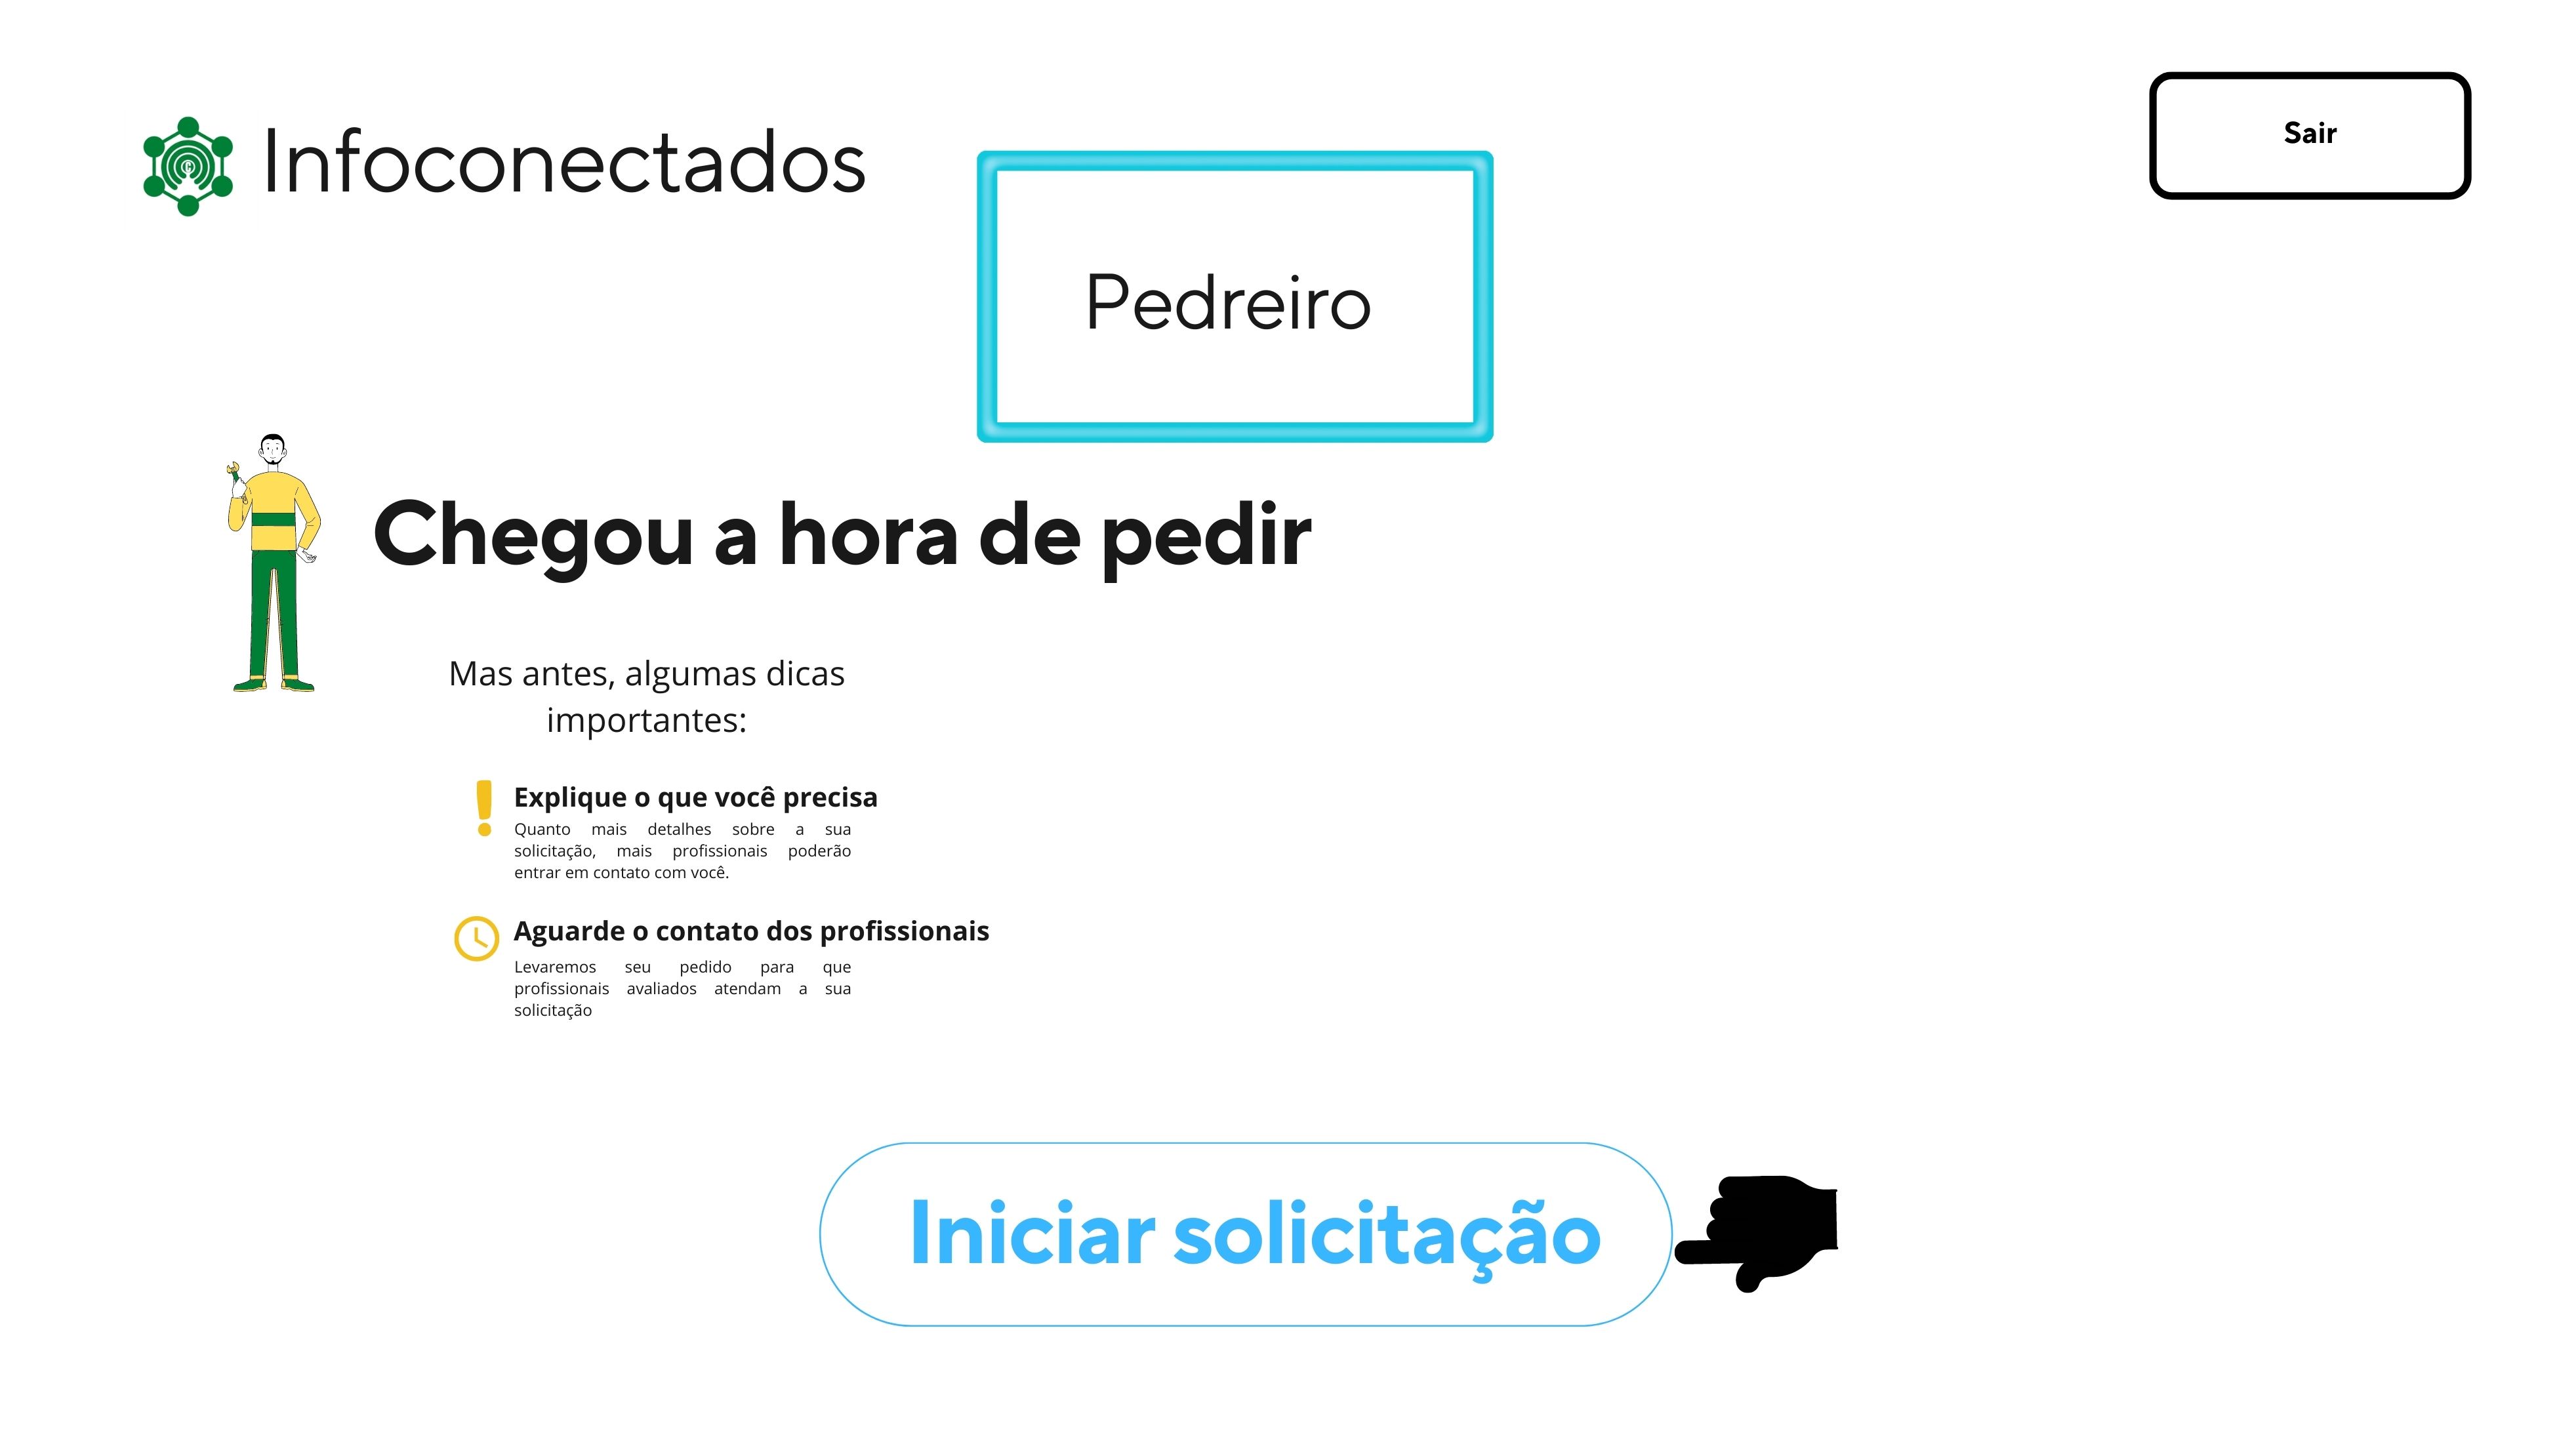 Infoconectados
Sair
Pedreiro
Chegou a hora de pedir
Mas antes, algumas dicas
importantes:
Explique o que você precisa
Quanto mais detalhes sobre a sua
solicitação, mais profissionais poderão
entrar em contato com você.
Aguarde o contato dos profissionais
Levaremos seu pedido para que
profissionais avaliados atendam a sua
solicitação
Iniciar solicitação